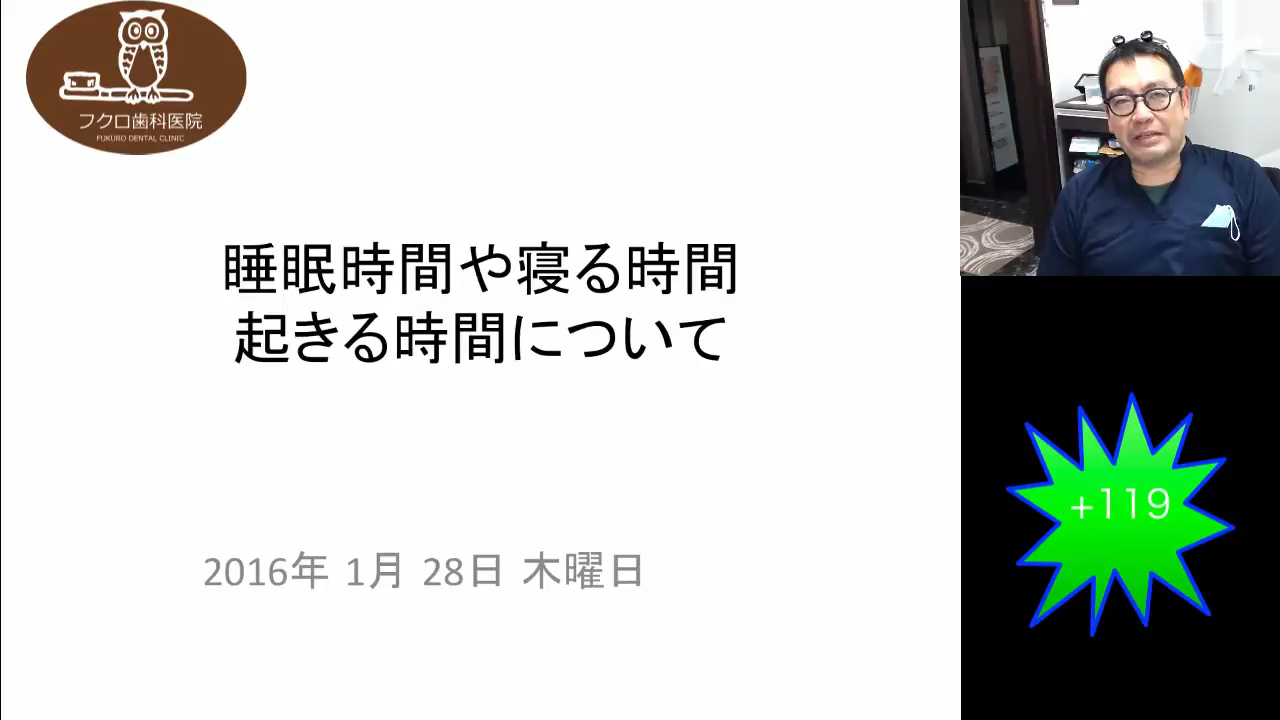 フクロ歯科医院
FUKURO DENTAL CLINIC
睡眠時間や寝る時間
起きる時間について
2016年 1月 28日 木曜日
+119